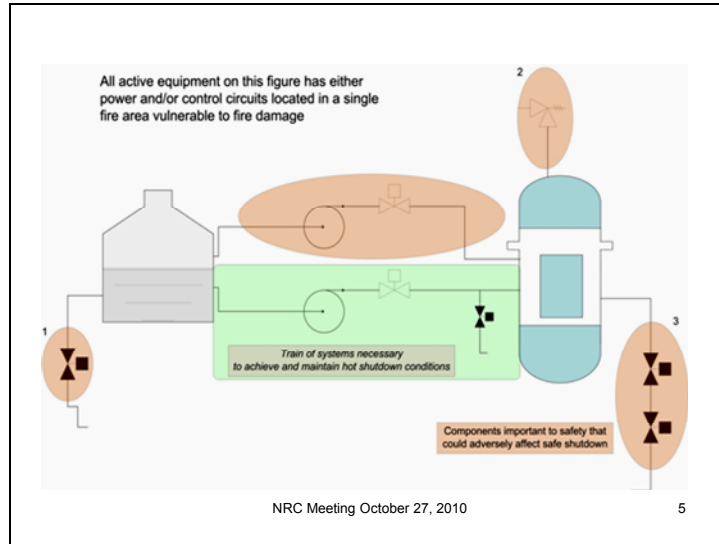 All active equipment on this figure has either
power and/or control circuits located in a single
fire area vulnerable to fire damage
2
1
3
Train of systems necessary
to achieve and maintain hot shutdown conditions
Components important to safety that
could adversely affect safe shutdown
NRC Meeting October 27, 2010
5